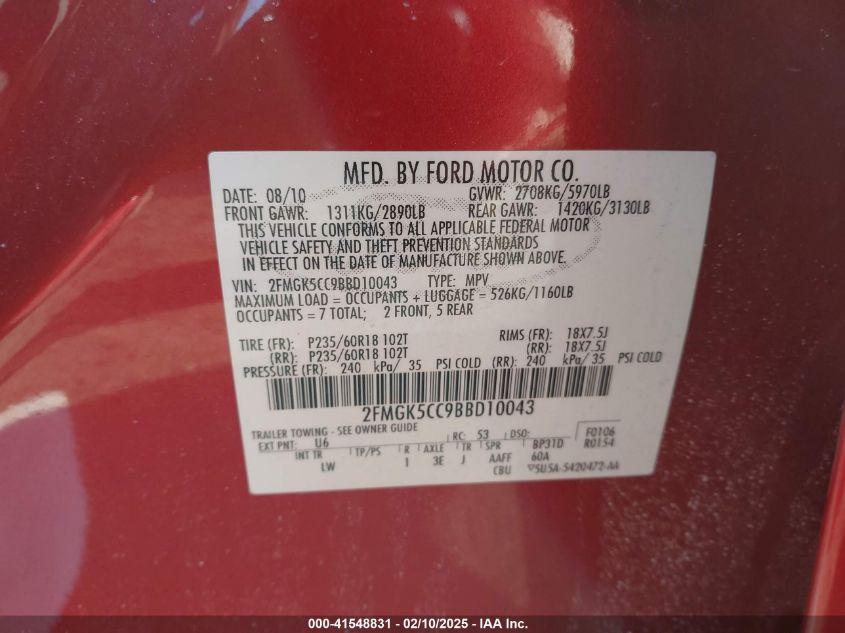 MFD. BY FORD MOTOR CO.
DATE: 08/10 GVWR: 2708KG/5970LB
FRONT GAWR: 1311KG/2890LB REAR GAWR: 1420KG/3130LB
THIS VEHICLE CONFORMS TO ALL APPLICABLE FEDERAL MOTOR
VEHICLE SAFETY AND THEFT PREVENTION STANDARDS
IN EFFECT ON THE DATE OF MANUFACTURE SHOWN ABOVE.
VIN: 2FMGK5CC9BBD10043 TYPE: MPV
MAXIMUM LOAD = OCCUPANTS + LUGGAGE = 526KG/1160LB
OCCUPANTS = 7 TOTAL; 2 FRONT, 5 REAR
TIRE (FR): P235/60R18 102T RIMS (FR): 18X7.5J
(RR): P235/60R18 102T (RR): 18X7.5J
PRESSURE (FR): 240 kPa/ 35 PSI COLD (RR): 240 kPa/ 35 PSI COLD
2FMGK5CC9BBD10043
TRAILER TOWING - SEE OWNER GUIDE
EXT PNT: U6 RC: 53 DSO: F0106
INT TR TP/PS R AXLE TR SPR BP31D R0154
LW 1 3E J AAFF 60A
CBU 5U5A-5420472-AA
000-41548831 - 02/10/2025 - IAA Inc.